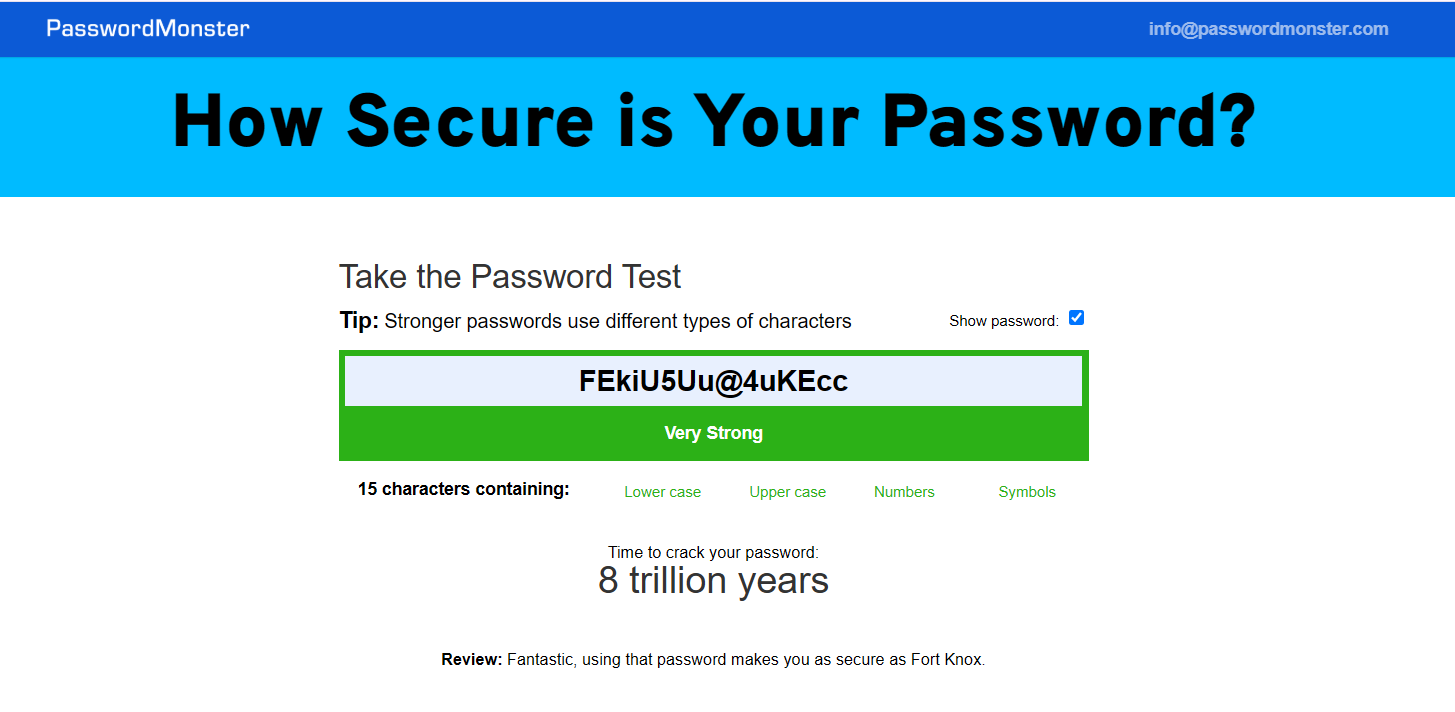 PasswordMonster info@passwordmonster.com
How Secure is Your Password?
Take the Password Test
Tip: Stronger passwords use different types of characters Show password:
FEkiU5Uu@4uKEcc
Very Strong
15 characters containing: Lower case Upper case Numbers Symbols
Time to crack your password:
8 trillion years
Review: Fantastic, using that password makes you as secure as Fort Knox.